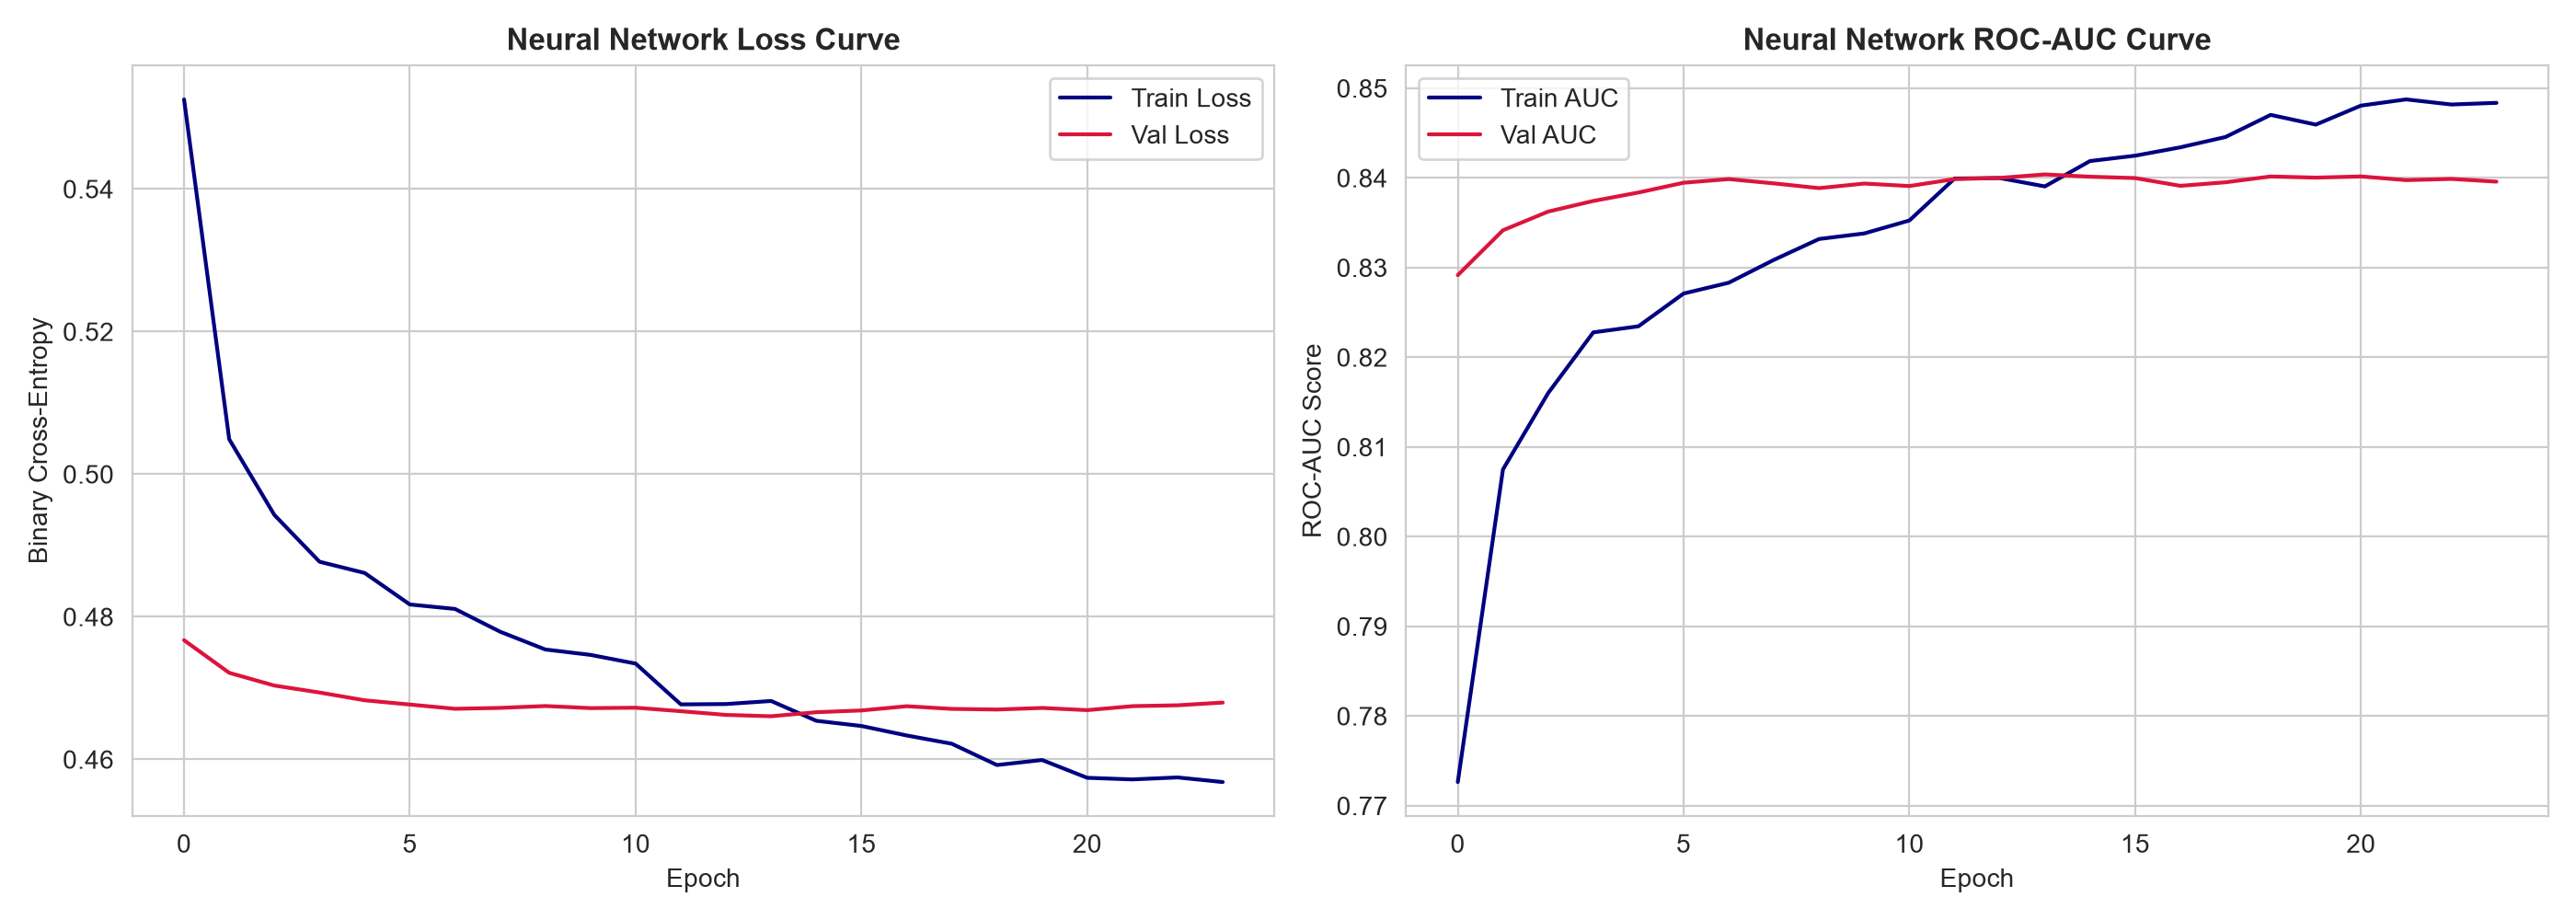 Neural Network Loss Curve
Train Loss
Val Loss
Binary Cross-Entropy
0.54
0.52
0.50
0.48
0.46
0 5 10 15 20
Epoch
Neural Network ROC-AUC Curve
Train AUC
Val AUC
ROC-AUC Score
0.85
0.84
0.83
0.82
0.81
0.80
0.79
0.78
0.77
0 5 10 15 20
Epoch